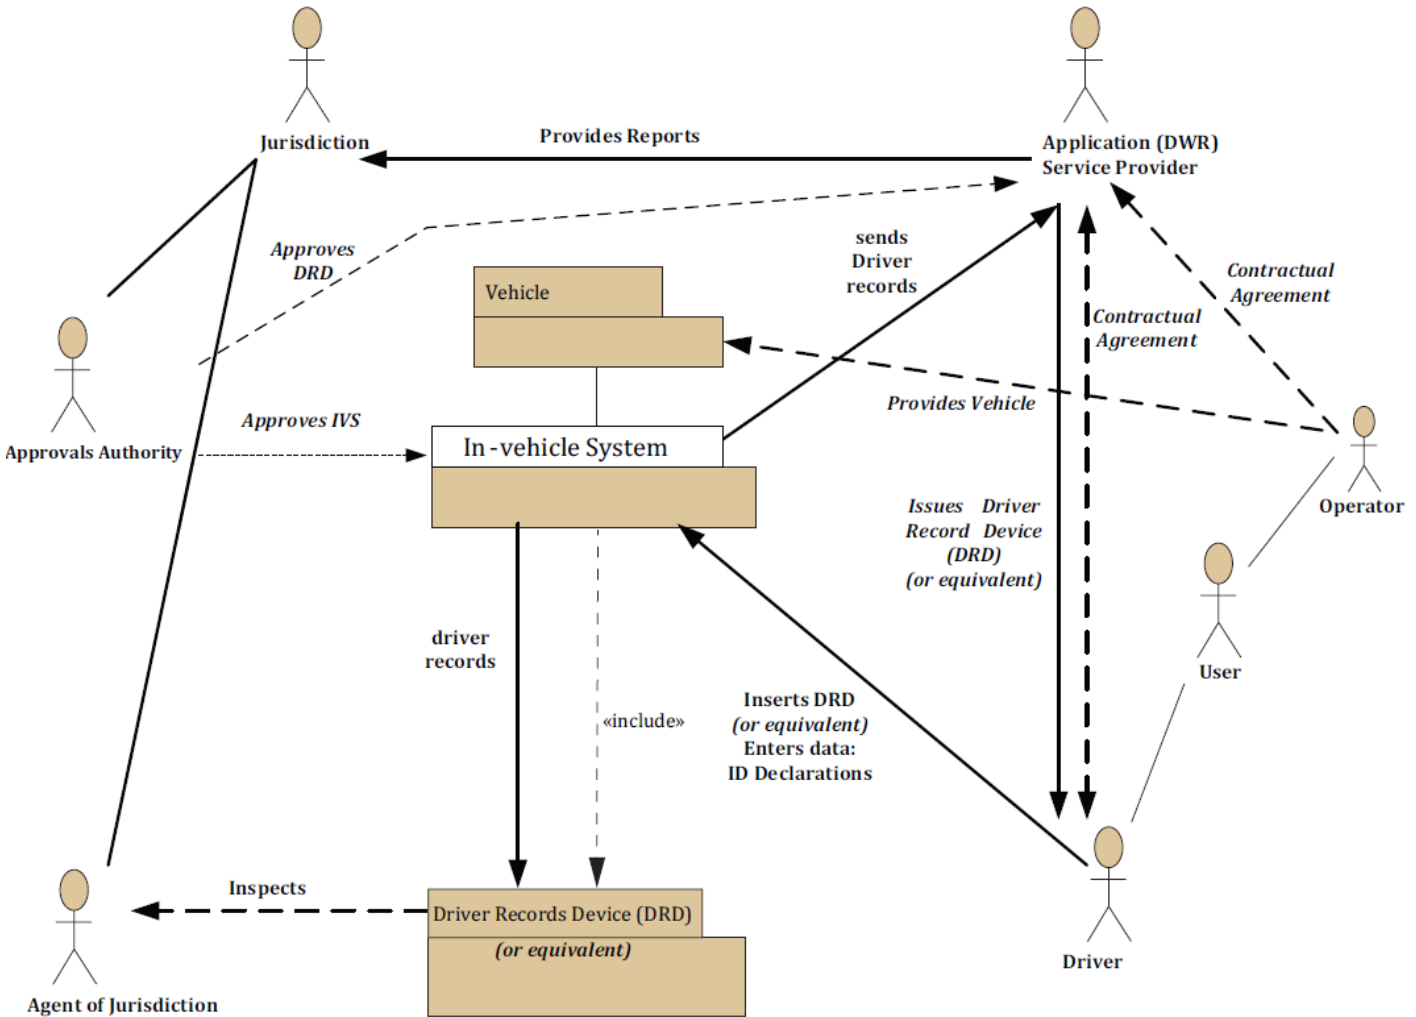 Jurisdiction
Provides Reports
Application (DWR)
Service Provider
Approves
DRD
sends
Driver
records
Contractual
Agreement
Vehicle
Contractual
Agreement
Provides Vehicle
Approves IVS
Approvals Authority
In-vehicle System
Operator
Issues Driver
Record Device
(DRD)
(or equivalent)
driver
records
User
«include»
Inserts DRD
(or equivalent)
Enters data:
ID Declarations
Inspects
Driver Records Device (DRD)
(or equivalent)
Driver
Agent of Jurisdiction